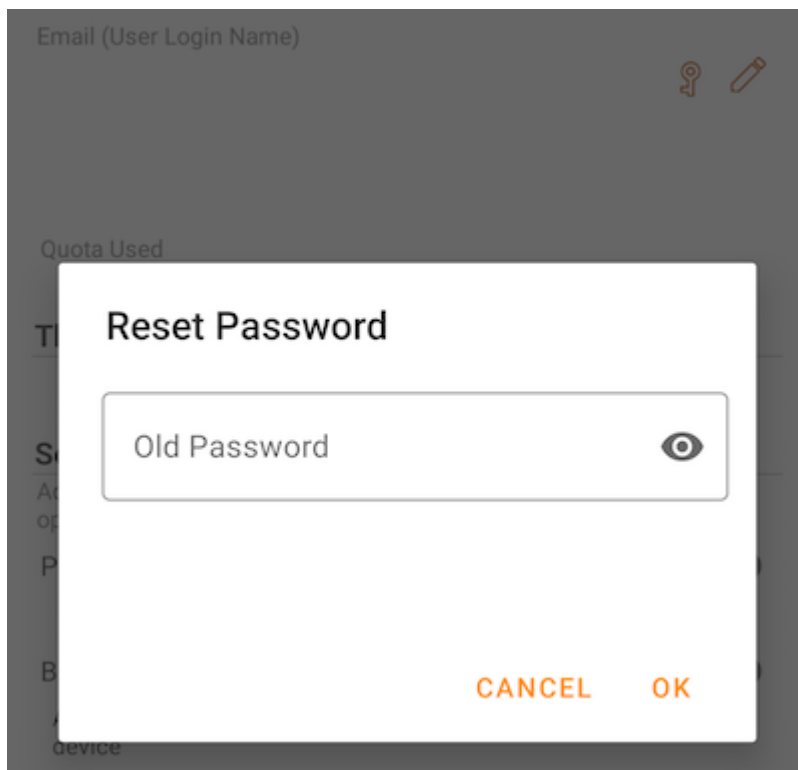 Email (User Login Name)
Quota Used
Reset Password
Old Password
CANCEL OK
device